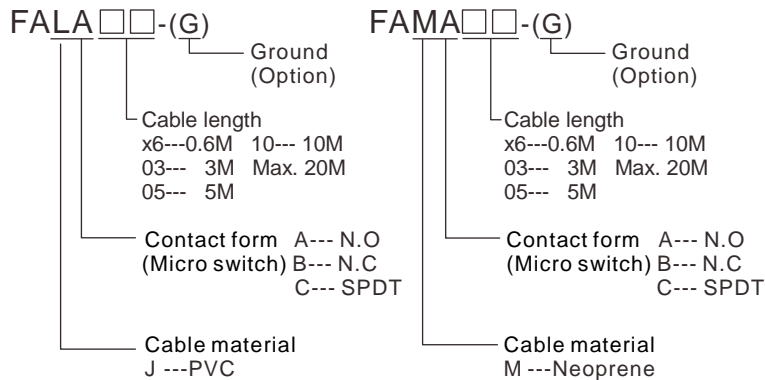 FALA□□-(G)
Ground
(Option)
Cable length
x6---0.6M 10--- 10M
03--- 3M Max. 20M
05--- 5M
Contact form A--- N.O
(Micro switch) B--- N.C
C--- SPDT
Cable material
J ---PVC
FAMA□□-(G)
Ground
(Option)
Cable length
x6---0.6M 10--- 10M
03--- 3M Max. 20M
05--- 5M
Contact form A--- N.O
(Micro switch) B--- N.C
C--- SPDT
Cable material
M ---Neoprene